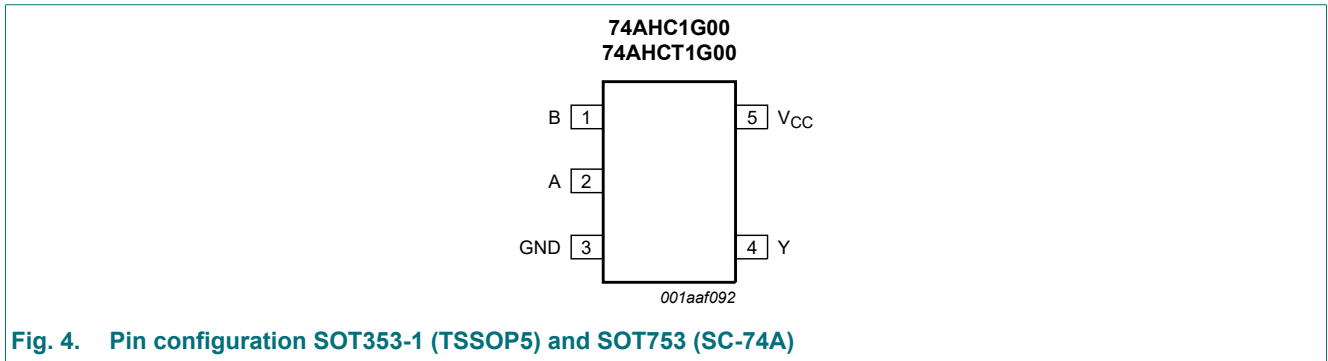 74AHC1G00
74AHCT1G00
B 1
5 VCC
A 2
GND 3
4 Y
001aaf092
Fig. 4. Pin configuration SOT353-1 (TSSOP5) and SOT753 (SC-74A)